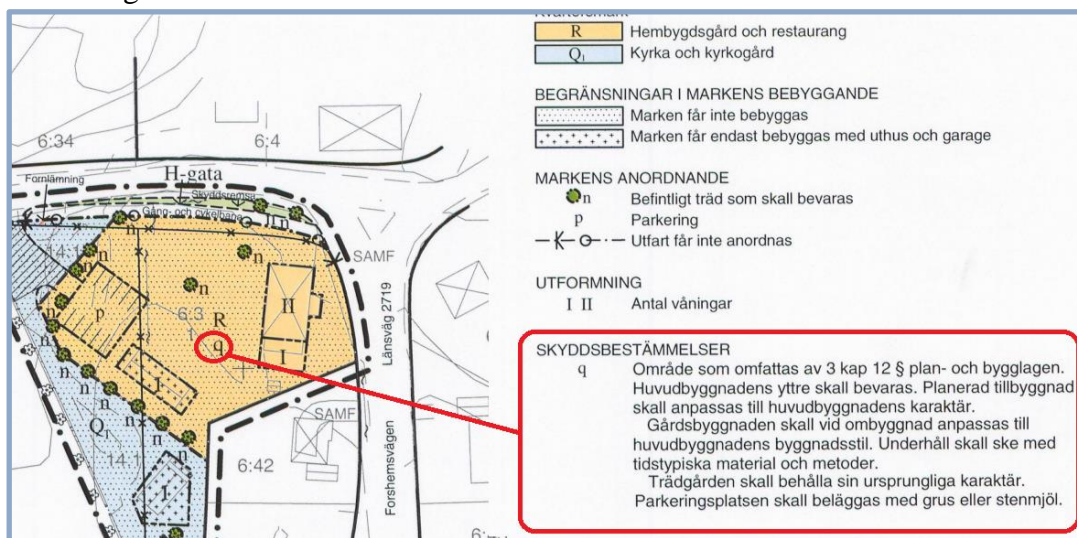 Kvartersmark
R Hembygdsgård och restaurang
Q1 Kyrka och kyrkogård
BEGRÄNSNINGAR I MARKENS BEBYGGANDE
Marken får inte bebyggas
Marken får endast bebyggas med uthus och garage
MARKENS ANORDNANDE
n Befintligt träd som skall bevaras
p Parkering
Utfart får inte anordnas
UTFORMNING
I II Antal våningar
SKYDDSBESTÄMMELSER
q Område som omfattas av 3 kap 12 § plan- och bygglagen.
Huvudbyggnadens yttre skall bevaras. Planerad tillbyggnad
skall anpassas till huvudbyggnadens karaktär.
Gårdsbyggnaden skall vid ombyggnad anpassas till
huvudbyggnadens byggnadsstil. Underhåll skall ske med
tidstypiska material och metoder.
Trädgården skall behålla sin ursprungliga karaktär.
Parkeringsplatsen skall beläggas med grus eller stenmjöl.
6:34
6:4
Fornlämning
H-gata
Skyddsremsa
Gång- och cykelbana
n
n
n
n
n
14:1
SAMF
n
n
p
II
6:3
R
1
q
I
I
n
n
n
n
n
n
n
Q1
14:1
I
SAMF
6:42
Länsväg 2719
Forshemsvägen